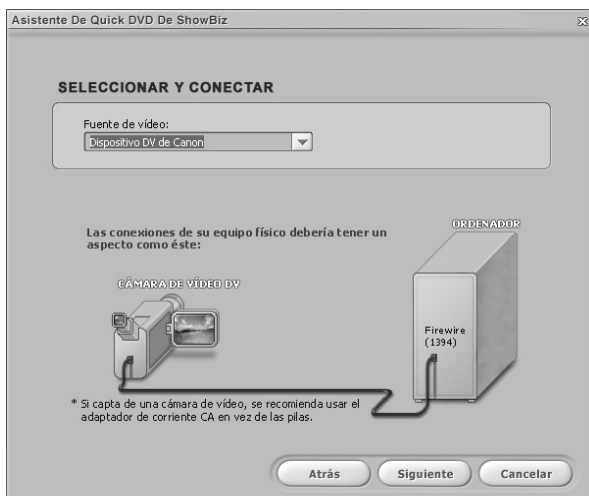 Asistente De Quick DVD De ShowBiz
SELECCIONAR Y CONECTAR
Fuente de vídeo:
Dispositivo DV de Canon
Las conexiones de su equipo físico debería tener un
aspecto como éste:
ORDENADOR
CÁMARA DE VÍDEO DV
Firewire
(1394)
* Si capta de una cámara de vídeo, se recomienda usar el
adaptador de corriente CA en vez de las pilas.
Atrás
Siguiente
Cancelar